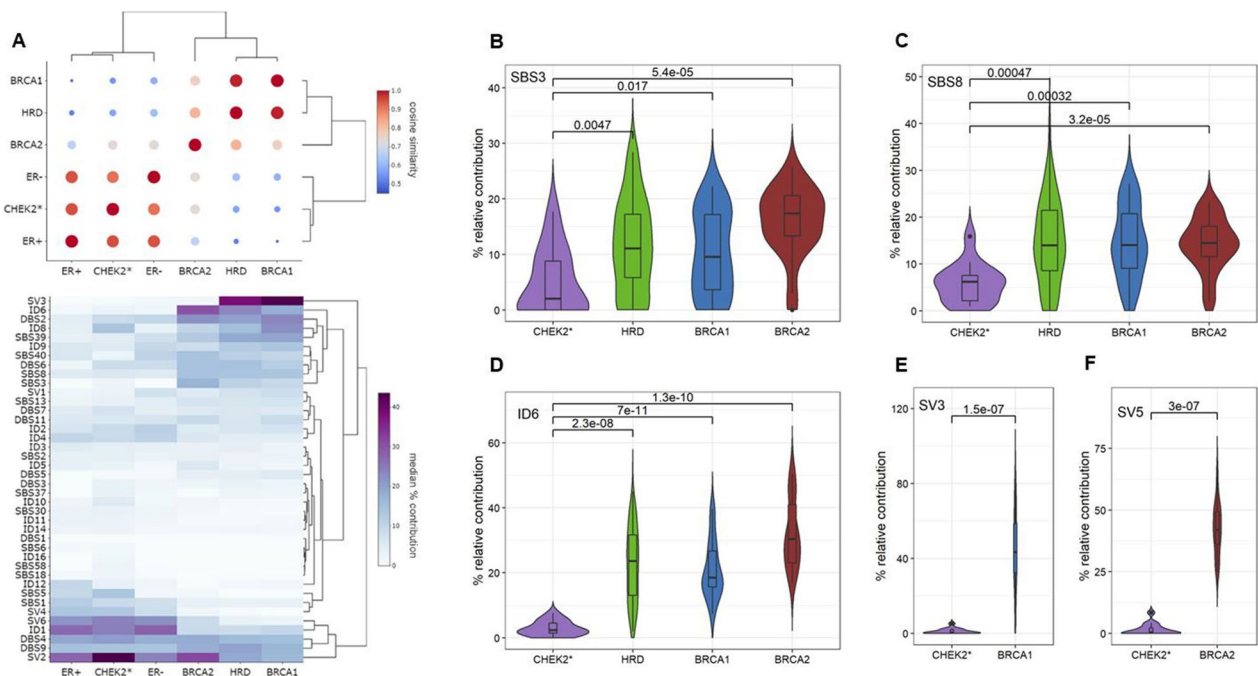 A
BRCA1
HRD
BRCA2
ER-
CHEK2*
ER+
ER+ CHEK2* ER- BRCA2 HRD BRCA1
1.0
0.9
0.8
0.7
0.6
0.5
cosine similarity
SV3
ID6
DBS2
ID8
SBS39
ID9
SBS40
DBS6
SBS8
SBS3
SV1
SBS13
DBS7
DBS11
ID2
ID4
ID3
SBS2
ID5
DBS5
DBS3
SBS37
ID10
SBS30
ID11
ID14
DBS1
SBS6
ID16
SBS58
SBS18
ID12
SBS5
SBS1
SV4
SV6
ID1
DBS4
DBS9
SV2
ER+ CHEK2* ER- BRCA2 HRD BRCA1
40
30
20
10
0
median % contribution
B
SBS3
5.4e-05
0.017
0.0047
40
30
20
10
0
% relative contribution
CHEK2* HRD BRCA1 BRCA2
C
SBS8
0.00047
0.00032
3.2e-05
50
40
30
20
10
0
% relative contribution
CHEK2* HRD BRCA1 BRCA2
D
ID6
1.3e-10
7e-11
2.3e-08
60
40
20
0
% relative contribution
CHEK2* HRD BRCA1 BRCA2
E
SV3
1.5e-07
120
80
40
0
% relative contribution
CHEK2* BRCA1
F
SV5
3e-07
75
50
25
0
% relative contribution
CHEK2* BRCA2